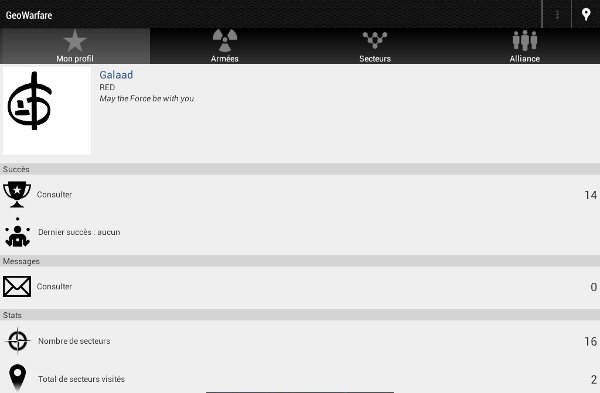 GeoWarfare
Mon profil
Armées
Secteurs
Alliance
Galaad
RED
May the Force be with you
Succès
Consulter 14
Dernier succès : aucun
Messages
Consulter 0
Stats
Nombre de secteurs 16
Total de secteurs visités 2